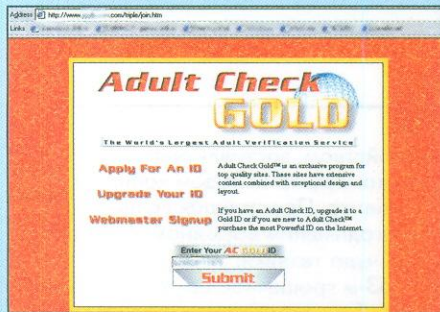 Address http://www. .com/triple/join.htm
Links
Adult Check
GOLD
The World's Largest Adult Verification Service
Apply For An ID
Upgrade Your ID
Webmaster Signup
Adult Check Gold™ is an exclusive program for
top quality sites. These sites have extensive
content combined with exceptional design and
layout.
If you have an Adult Check ID, upgrade it to a
Gold ID or if you are new to Adult Check™
purchase the most Powerful ID on the Internet.
Enter Your AC GOLD ID
Submit